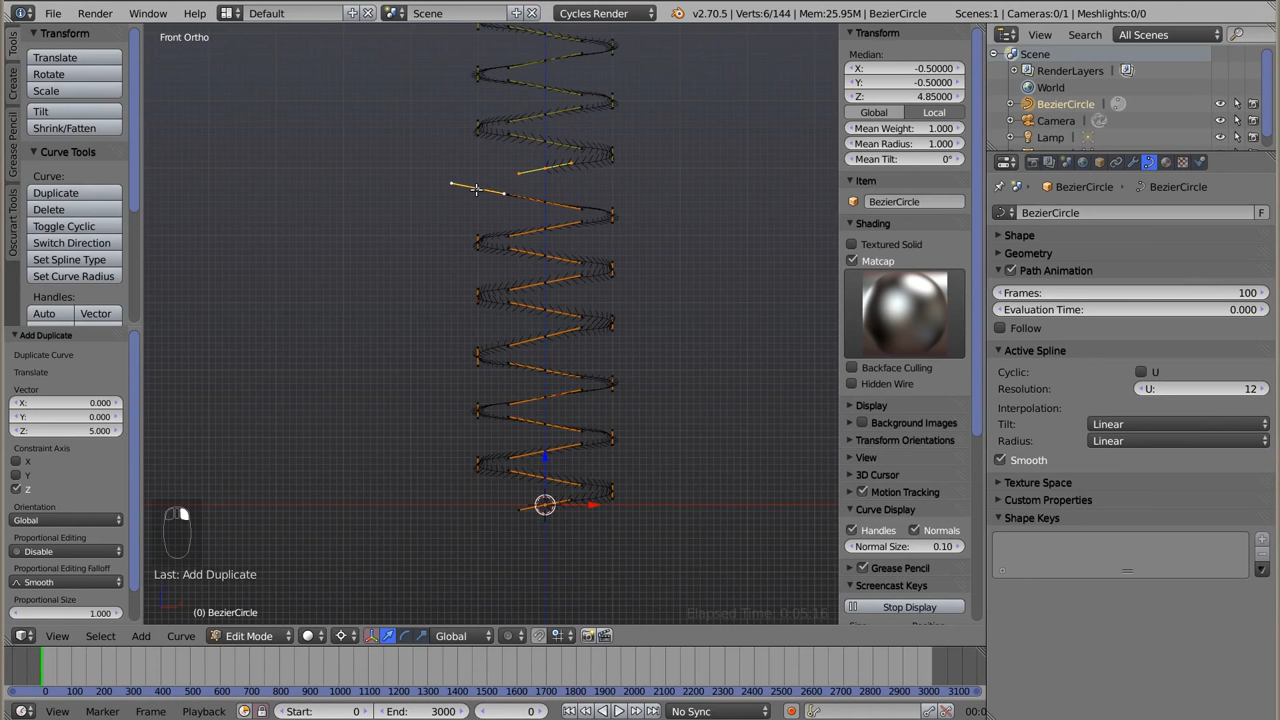 File Render Window Help Default Scene Cycles Render v2.70.5 | Verts:6/144 | Mem:25.95M | BezierCircle Scenes:1 | Cameras:0/1 | Meshlights:0/0
Tools
Create
Grease Pencil
Oscurart Tools
Transform
Translate
Rotate
Scale
Tilt
Shrink/Fatten
Curve Tools
Curve:
Duplicate
Delete
Toggle Cyclic
Switch Direction
Set Spline Type
Set Curve Radius
Handles:
Auto Vector
Add Duplicate
Duplicate Curve
Translate
Vector
X: 0.000
Y: 0.000
Z: 5.000
Constraint Axis
X
Y
Z
Orientation
Global
Proportional Editing
Disable
Proportional Editing Falloff
Smooth
Proportional Size
1.000
Front Ortho
Last: Add Duplicate
(0) BezierCircle
Elapsed Time: 0:05:16
Transform
Median:
X: -0.50000
Y: -0.50000
Z: 4.85000
Global Local
Mean Weight: 1.000
Mean Radius: 1.000
Mean Tilt: 0°
Item
BezierCircle
Shading
Textured Solid
Matcap
Backface Culling
Hidden Wire
Display
Background Images
Transform Orientations
View
3D Cursor
Motion Tracking
Curve Display
Handles Normals
Normal Size: 0.10
Grease Pencil
Screencast Keys
Stop Display
View Search All Scenes
Scene
RenderLayers
World
BezierCircle
Camera
Lamp
BezierCircle BezierCircle
BezierCircle F
Shape
Geometry
Path Animation
Frames: 100
Evaluation Time: 0.000
Follow
Active Spline
Cyclic: U
Resolution: U: 12
Interpolation:
Tilt: Linear
Radius: Linear
Smooth
Texture Space
Custom Properties
Shape Keys
View Select Add Curve Edit Mode Global
0 100 200 300 400 500 600 700 800 900 1000 1100 1200 1300 1400 1500 1600 1700 1800 1900 2000 2100 2200 2300 2400 2500 2600 2700 2800 2900 3000 3100
View Marker Frame Playback Start: 0 End: 3000 0 No Sync